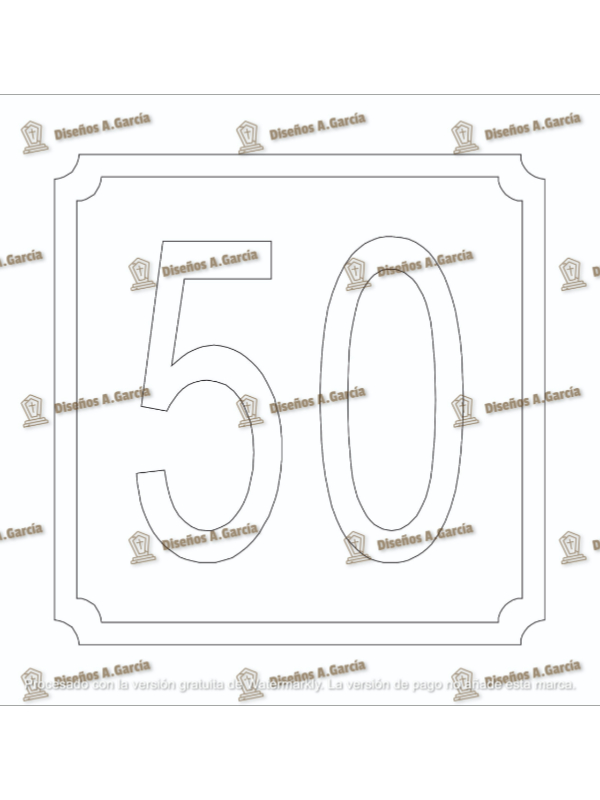 Diseños A.García Diseños A.García Diseños A.García
.García Diseños A.García Diseños A.García
50
Diseños A.García Diseños A.García Diseños A.García
.García Diseños A.García Diseños A.García D
Diseños A.García Diseños A.García Diseños A.García
Procesado con la versión gratuita de Watermarkly. La versión de pago no añade esta marca.